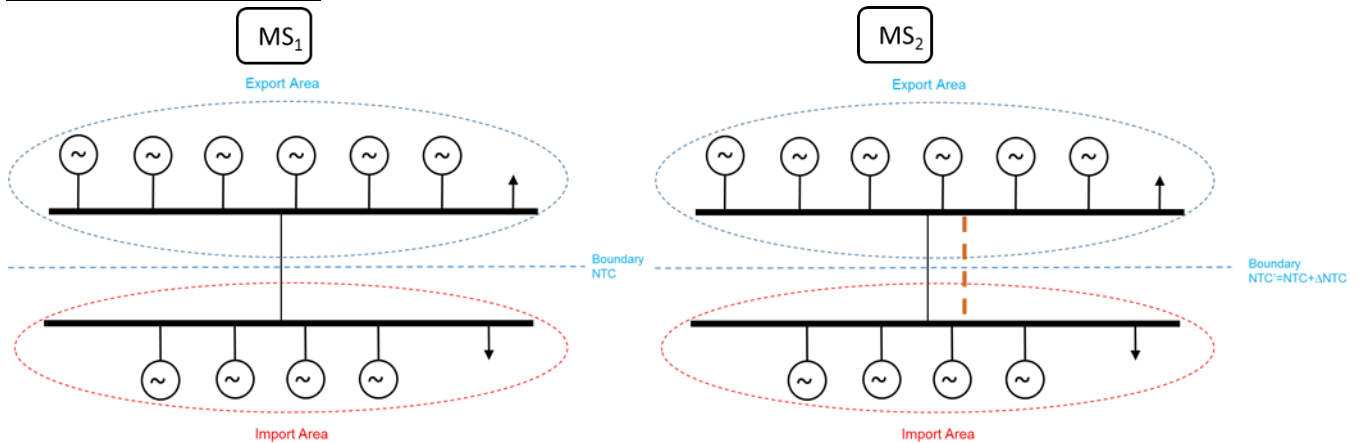 MS₁
MS₂
Export Area
Export Area
~ ~ ~ ~ ~ ~
~ ~ ~ ~ ~ ~
Boundary
NTC
Boundary
NTC'=NTC+ΔNTC
~ ~ ~ ~
~ ~ ~ ~
Import Area
Import Area